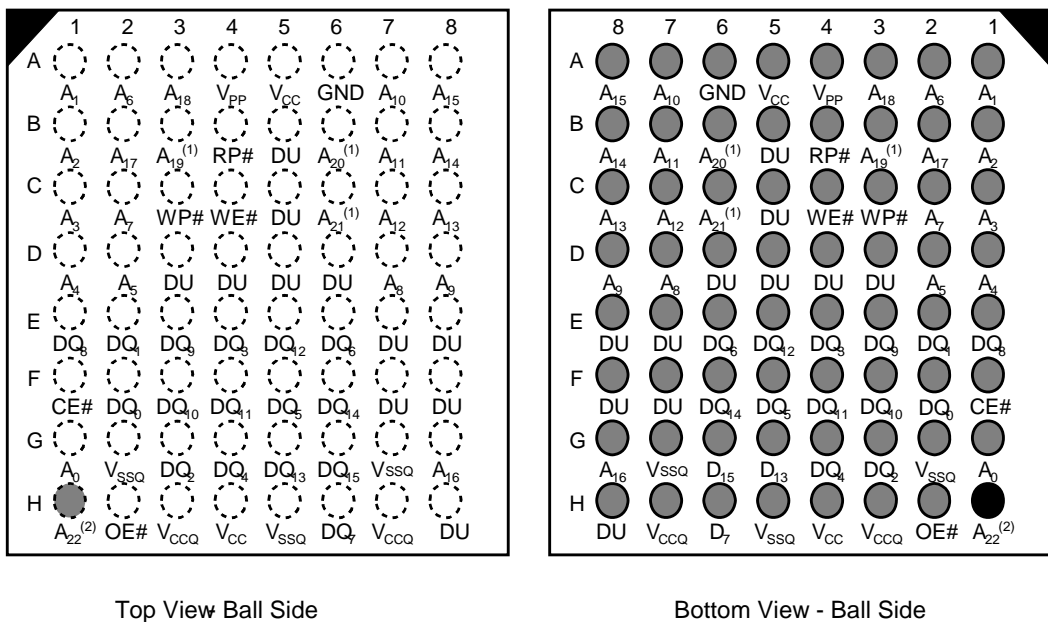 1 2 3 4 5 6 7 8
A
A1 A6 A18 VPP VCC GND A10 A15
B
A2 A17 A19(1) RP# DU A20(1) A11 A14
C
A3 A7 WP# WE# DU A21(1) A12 A13
D
A4 A5 DU DU DU DU A8 A9
E
DQ8 DQ1 DQ9 DQ3 DQ12 DQ6 DU DU
F
CE# DQ0 DQ10 DQ11 DQ5 DQ14 DU DU
G
A0 VSSQ DQ2 DQ4 DQ13 DQ15 VSSQ A16
H
A22(2) OE# VCCQ VCC VSSQ DQ7 VCCQ DU
Top View - Ball Side
8 7 6 5 4 3 2 1
A
A15 A10 GND VCC VPP A18 A6 A1
B
A14 A11 A20(1) DU RP# A19(1) A17 A2
C
A13 A12 A21(1) DU WE# WP# A7 A3
D
A9 A8 DU DU DU DU A5 A4
E
DU DU DQ6 DQ12 DQ3 DQ9 DQ1 DQ8
F
DU DU DQ14 DQ5 DQ11 DQ10 DQ0 CE#
G
A16 VSSQ D15 D13 DQ4 DQ2 VSSQ A0
H
DU VCCQ D7 VSSQ VCC VCCQ OE# A22(2)
Bottom View - Ball Side